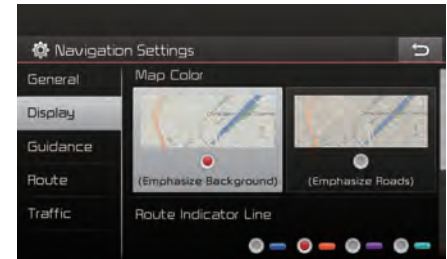 Navigation Settings
General
Display
Guidance
Route
Traffic
Map Color
(Emphasize Background)
(Emphasize Roads)
Route Indicator Line